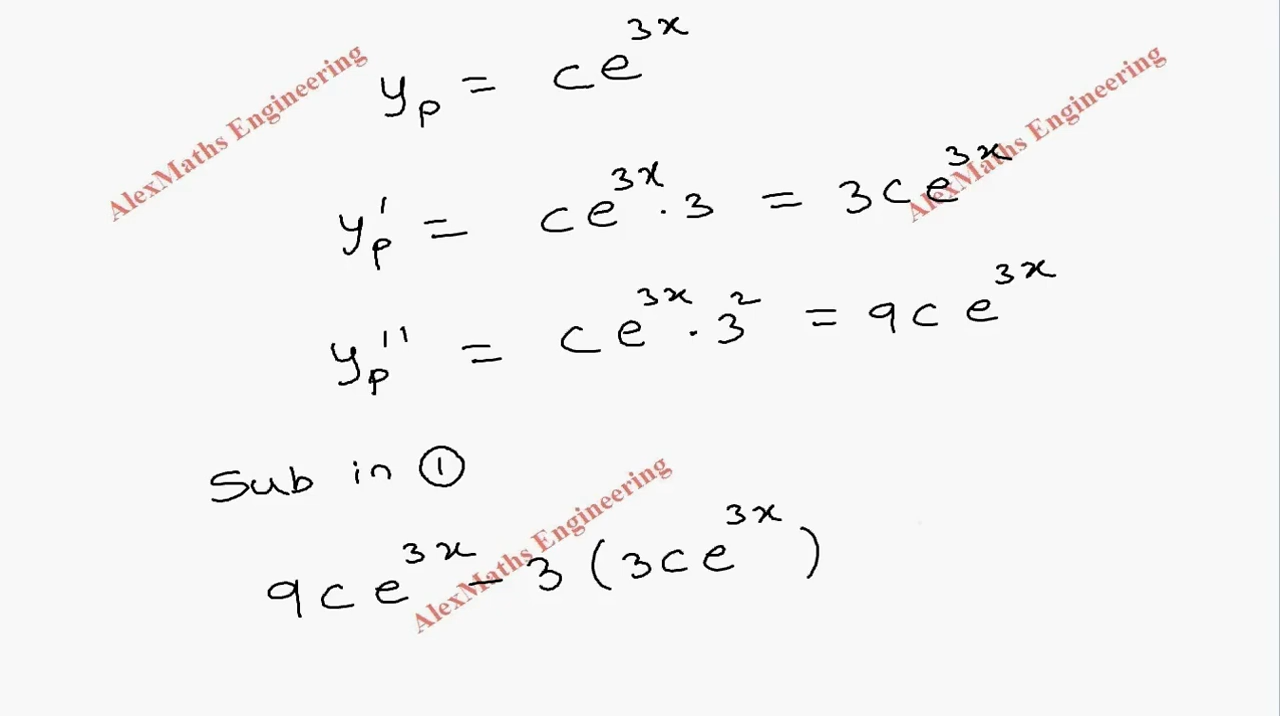 y_p = ce^{3x}
AlexMaths Engineering
AlexMaths Engineering
y_p' = ce^{3x} . 3 = 3ce^{3x}
y_p'' = ce^{3x} . 3^2 = 9ce^{3x}
Sub in ①
AlexMaths Engineering
9ce^{3x} - 3 (3ce^{3x})